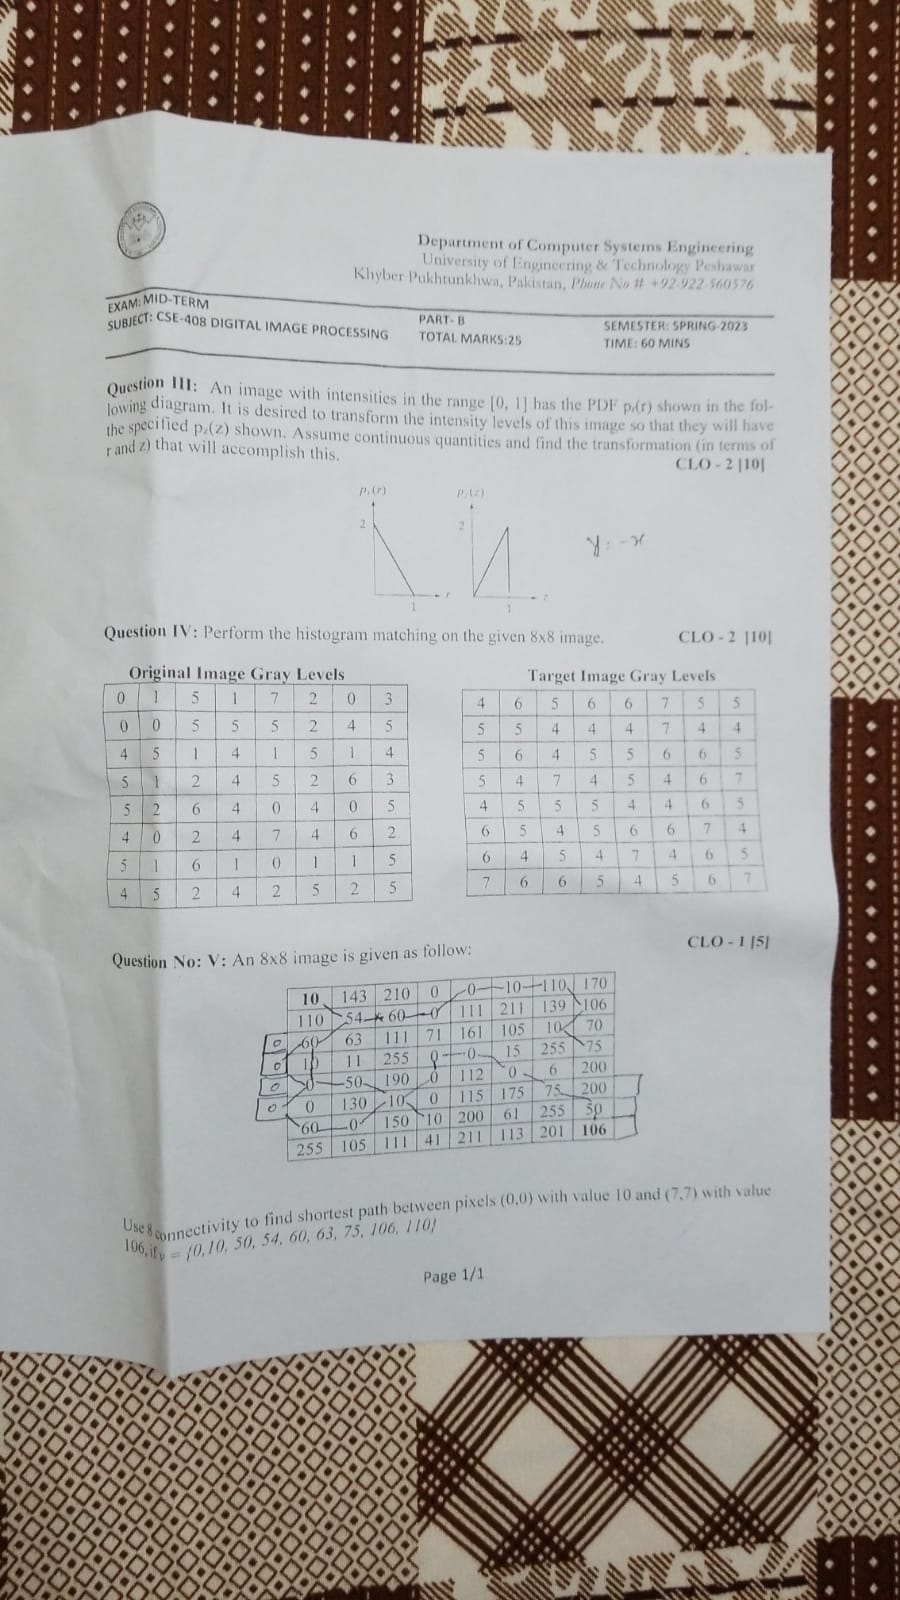 Department of Computer Systems Engineering
University of Engineering & Technology Peshawar
Khyber Pukhtunkhwa, Pakistan, Phone No # +92-922-560576
EXAM: MID-TERM
SUBJECT: CSE-408 DIGITAL IMAGE PROCESSING
PART- B
TOTAL MARKS:25
SEMESTER: SPRING-2023
TIME: 60 MINS
Question III: An image with intensities in the range [0, 1] has the PDF pᵣ(r) shown in the fol-
lowing diagram. It is desired to transform the intensity levels of this image so that they will have
the specified p_z(z) shown. Assume continuous quantities and find the transformation (in terms of
r and z) that will accomplish this.
CLO - 2 [10]
pᵣ(r)
p_z(z)
2
2
r
z
1
1
y = -x
Question IV: Perform the histogram matching on the given 8x8 image.
CLO - 2 [10]
Original Image Gray Levels
0 1 5 1 7 2 0 3
0 0 5 5 5 2 4 5
4 5 1 4 1 5 1 4
5 1 2 4 5 2 6 3
5 2 6 4 0 4 0 5
4 0 2 4 7 4 6 2
5 1 6 1 0 1 1 5
4 5 2 4 2 5 2 5
Target Image Gray Levels
4 6 5 6 6 7 5 5
5 5 4 4 4 7 4 4
5 6 4 5 5 6 6 5
5 4 7 4 5 4 6 7
4 5 5 5 4 4 6 5
6 5 4 5 6 6 7 4
6 4 5 4 7 4 6 5
7 6 6 5 4 5 6 7
Question No: V: An 8x8 image is given as follow:
CLO - 1 [5]
10 143 210 0 0 10 110 170
110 54 60 0 111 211 139 106
0 60 63 111 71 161 105 10 70
0 10 11 255 0 0 15 255 75
0 0 50 190 0 112 0 6 200
0 0 130 10 0 115 175 75 200
60 0 150 10 200 61 255 50
255 105 111 41 211 113 201 106
Use 8 connectivity to find shortest path between pixels (0,0) with value 10 and (7,7) with value
106, if v = {0,10, 50, 54, 60, 63, 75, 106, 110}
Page 1/1